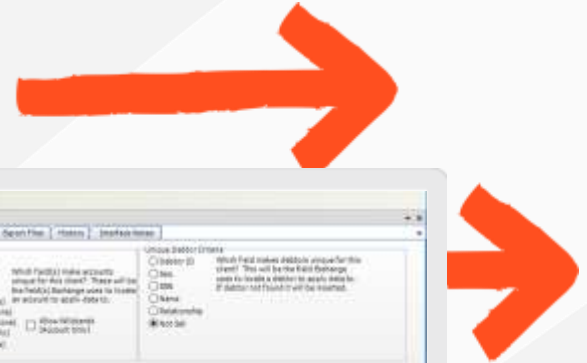 Export Files History Interface Notes
Unique Debtor Criteria
Which field(s) make accounts
unique for this client? These will be
the field(s) Exchange uses to locate
an account to apply data to.
Allow Wildcards
(Account Only)
Debtor ID
SSN
Name
Relationship
Not Set
Which field makes debtors unique for this
client? This will be the field Exchange
uses to locate a debtor to apply data to.
If debtor not found it will be inserted.